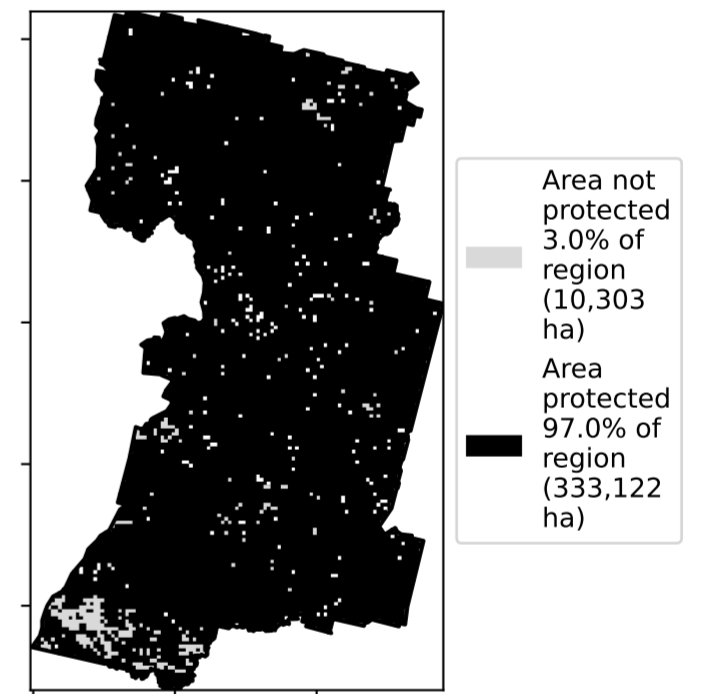 Area not
protected
3.0% of
region
(10,303
ha)
Area
protected
97.0% of
region
(333,122
ha)